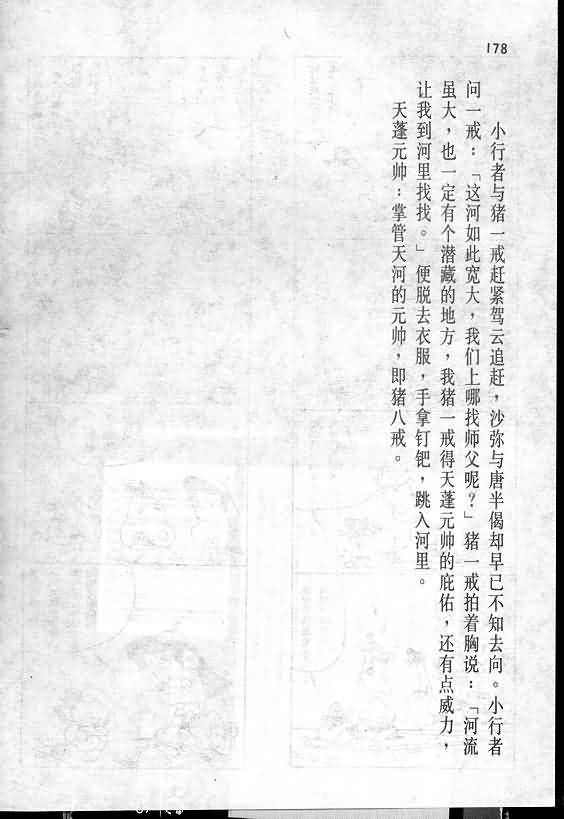 178
小行者与猪一戒赶紧驾云追赶，沙弥与唐半偈却早已不知去向。小行者
问一戒：「这河如此宽大，我们上哪找师父呢？」猪一戒拍着胸说：「河流
虽大，也一定有个潜藏的地方，我猪一戒得天蓬元帅的庇佑，还有点威力，
让我到河里找找。」便脱去衣服，手拿钉钯，跳入河里。
天蓬元帅：掌管天河的元帅，即猪八戒。